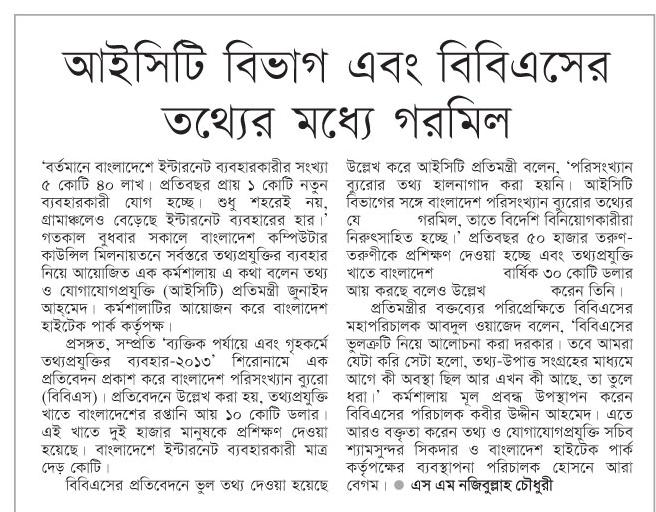 আইসিটি বিভাগ এবং বিবিএসের
তথ্যের মধ্যে গরমিল
‘বর্তমানে বাংলাদেশে ইন্টারনেট ব্যবহারকারীর সংখ্যা
৫ কোটি ৪০ লাখ। প্রতিবছর প্রায় ১ কোটি নতুন
ব্যবহারকারী যোগ হচ্ছে। শুধু শহরেই নয়,
গ্রামাঞ্চলেও বেড়েছে ইন্টারনেট ব্যবহারের হার।’
গতকাল বুধবার সকালে বাংলাদেশ কম্পিউটার
কাউন্সিল মিলনায়তনে সর্বস্তরে তথ্যপ্রযুক্তির ব্যবহার
নিয়ে আয়োজিত এক কর্মশালায় এ কথা বলেন তথ্য
ও যোগাযোগপ্রযুক্তি (আইসিটি) প্রতিমন্ত্রী জুনাইদ
আহমেদ। কর্মশালাটির আয়োজন করে বাংলাদেশ
হাইটেক পার্ক কর্তৃপক্ষ।
প্রসঙ্গত, সম্প্রতি ‘ব্যক্তিক পর্যায়ে এবং গৃহকর্মে
তথ্যপ্রযুক্তির ব্যবহার-২০১৩’ শিরোনামে এক
প্রতিবেদন প্রকাশ করে বাংলাদেশ পরিসংখ্যান ব্যুরো
(বিবিএস)। প্রতিবেদনে উল্লেখ করা হয়, তথ্যপ্রযুক্তি
খাতে বাংলাদেশের রপ্তানি আয় ১০ কোটি ডলার।
এই খাতে দুই হাজার মানুষকে প্রশিক্ষণ দেওয়া
হয়েছে। বাংলাদেশে ইন্টারনেট ব্যবহারকারী মাত্র
দেড় কোটি।
বিবিএসের প্রতিবেদনে ভুল তথ্য দেওয়া হয়েছে
উল্লেখ করে আইসিটি প্রতিমন্ত্রী বলেন, ‘পরিসংখ্যান
ব্যুরোর তথ্য হালনাগাদ করা হয়নি। আইসিটি
বিভাগের সঙ্গে বাংলাদেশ পরিসংখ্যান ব্যুরোর তথ্যের
যে গরমিল, তাতে বিদেশি বিনিয়োগকারীরা
নিরুৎসাহিত হচ্ছে।’ প্রতিবছর ৫০ হাজার তরুণ-
তরুণীকে প্রশিক্ষণ দেওয়া হচ্ছে এবং তথ্যপ্রযুক্তি
খাতে বাংলাদেশ বার্ষিক ৩০ কোটি ডলার
আয় করছে বলেও উল্লেখ করেন তিনি।
প্রতিমন্ত্রীর বক্তব্যের পরিপ্রেক্ষিতে বিবিএসের
মহাপরিচালক আবদুল ওয়াজেদ বলেন, ‘বিবিএসের
ভুলত্রুটি নিয়ে আলোচনা করা দরকার। তবে আমরা
যেটা করি সেটা হলো, তথ্য-উপাত্ত সংগ্রহের মাধ্যমে
আগে কী অবস্থা ছিল আর এখন কী আছে, তা তুলে
ধরা।’ কর্মশালায় মূল প্রবন্ধ উপস্থাপন করেন
বিবিএসের পরিচালক কবীর উদ্দীন আহমেদ। এতে
আরও বক্তৃতা করেন তথ্য ও যোগাযোগপ্রযুক্তি সচিব
শ্যামসুন্দর সিকদার ও বাংলাদেশ হাইটেক পার্ক
কর্তৃপক্ষের ব্যবস্থাপনা পরিচালক হোসনে আরা
বেগম। ● এস এম নজিবুল্লাহ চৌধুরী